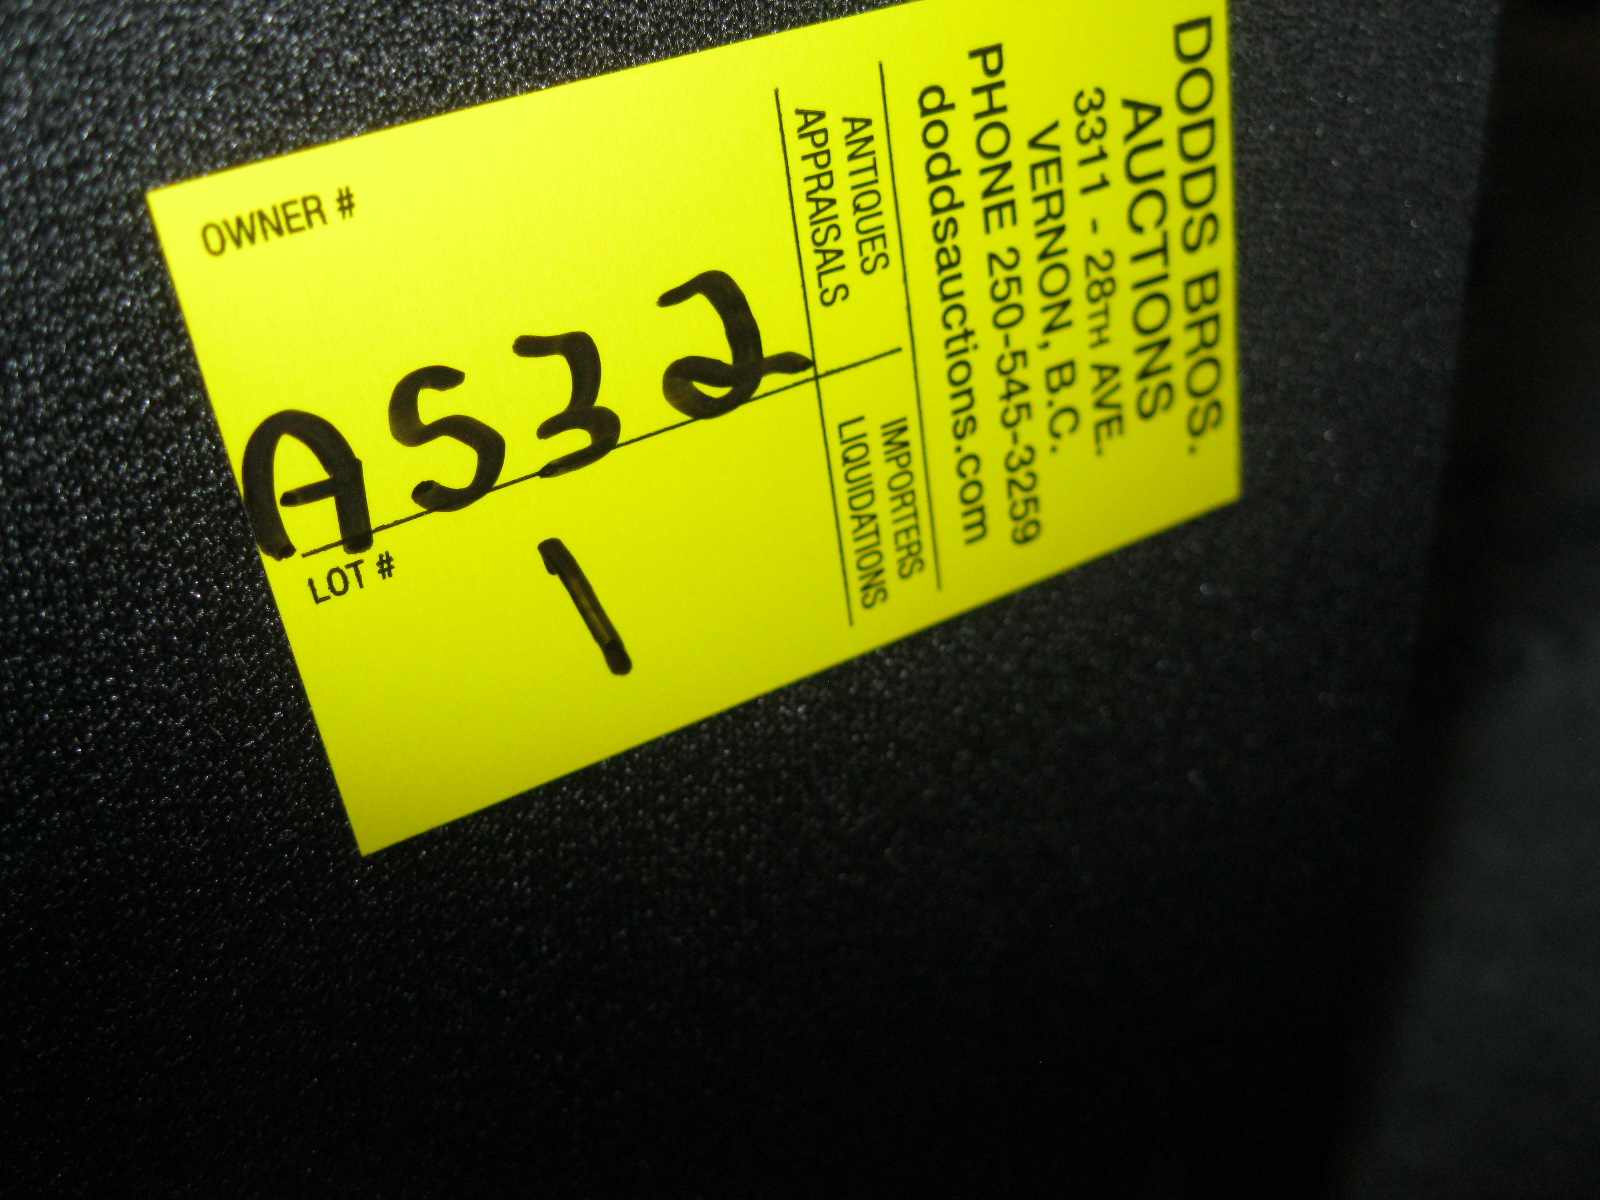 DODDS BROS.
AUCTIONS
3311 - 28TH AVE.
VERNON, B.C.
PHONE 250-545-3259
doddsauctions.com
ANTIQUES
APPRAISALS
IMPORTERS
LIQUIDATIONS
OWNER #
A532
LOT #
1